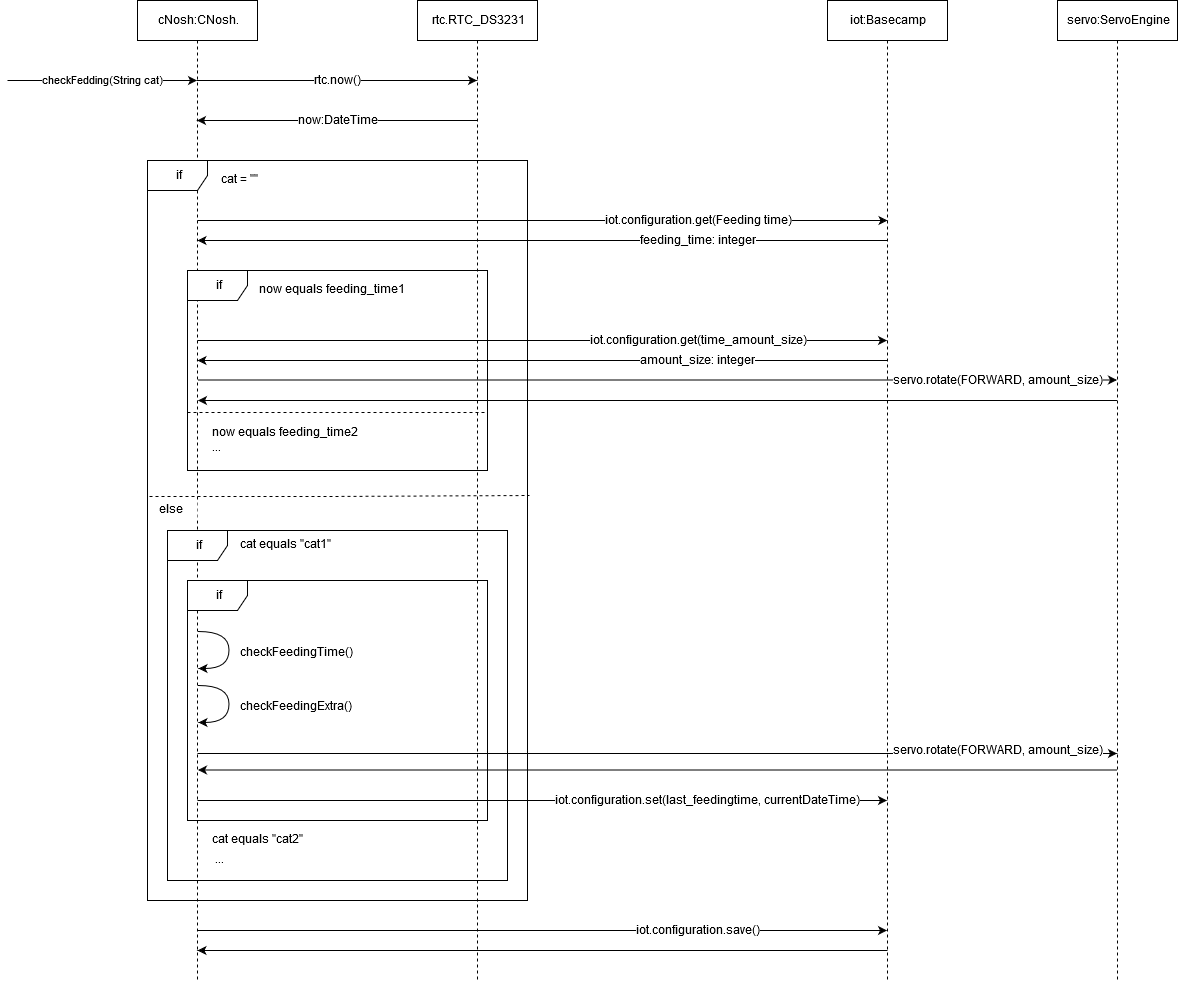 cNosh:CNosh.
rtc.RTC_DS3231
iot:Basecamp
servo:ServoEngine
checkFedding(String cat)
rtc.now()
now:DateTime
if
cat = ""
iot.configuration.get(Feeding time)
feeding_time: integer
if
now equals feeding_time1
iot.configuration.get(time_amount_size)
amount_size: integer
servo.rotate(FORWARD, amount_size)
now equals feeding_time2
...
else
if
cat equals "cat1"
if
checkFeedingTime()
checkFeedingExtra()
servo.rotate(FORWARD, amount_size)
iot.configuration.set(last_feedingtime, currentDateTime)
cat equals "cat2"
...
iot.configuration.save()